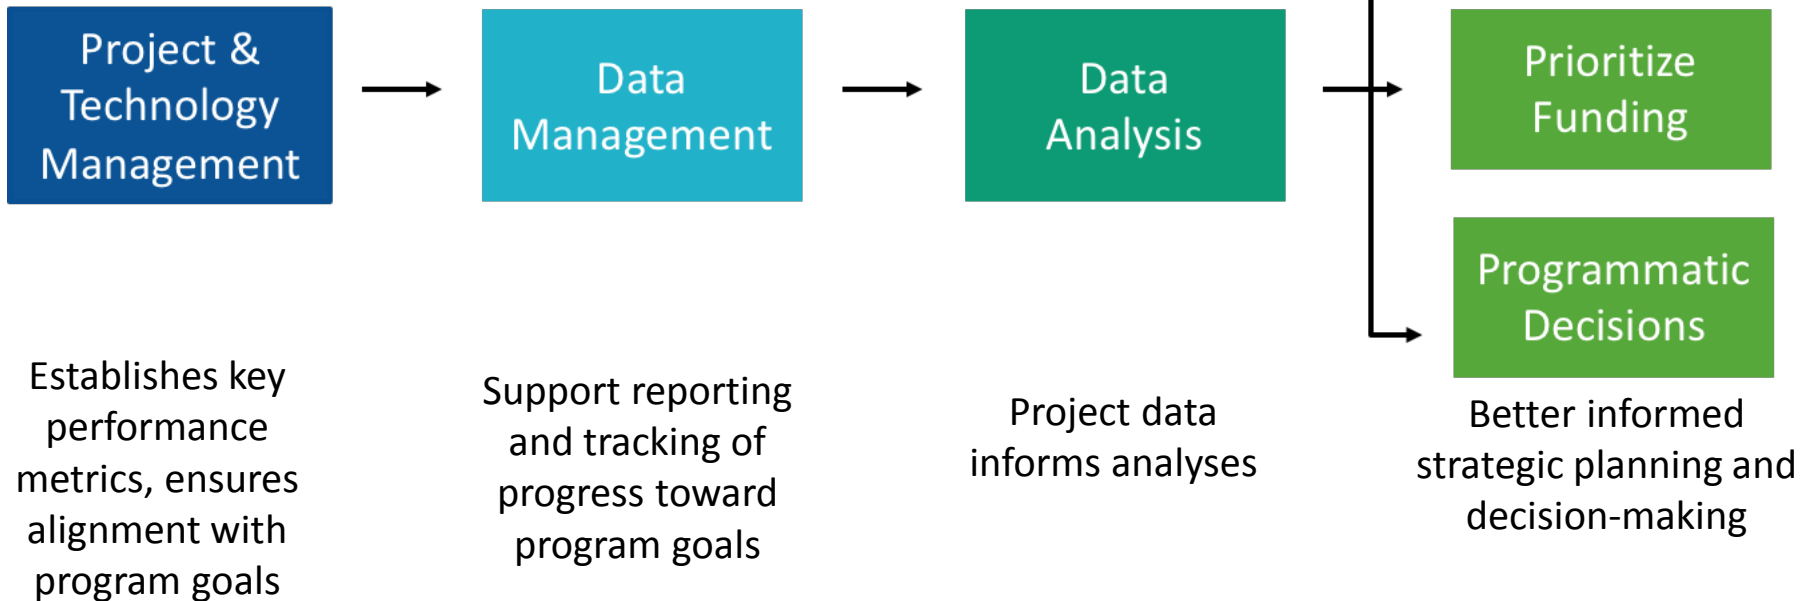 Project &
Technology
Management
Data
Management
Data
Analysis
Prioritize
Funding
Programmatic
Decisions
Establishes key
performance
metrics, ensures
alignment with
program goals
Support reporting
and tracking of
progress toward
program goals
Project data
informs analyses
Better informed
strategic planning and
decision-making